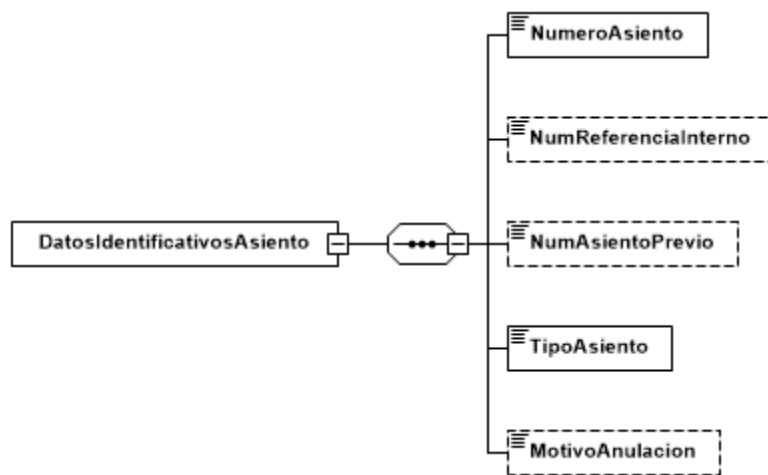 NumeroAsiento
NumReferenciaInterno
DatosIdentificativosAsiento
NumAsientoPrevio
TipoAsiento
MotivoAnulacion